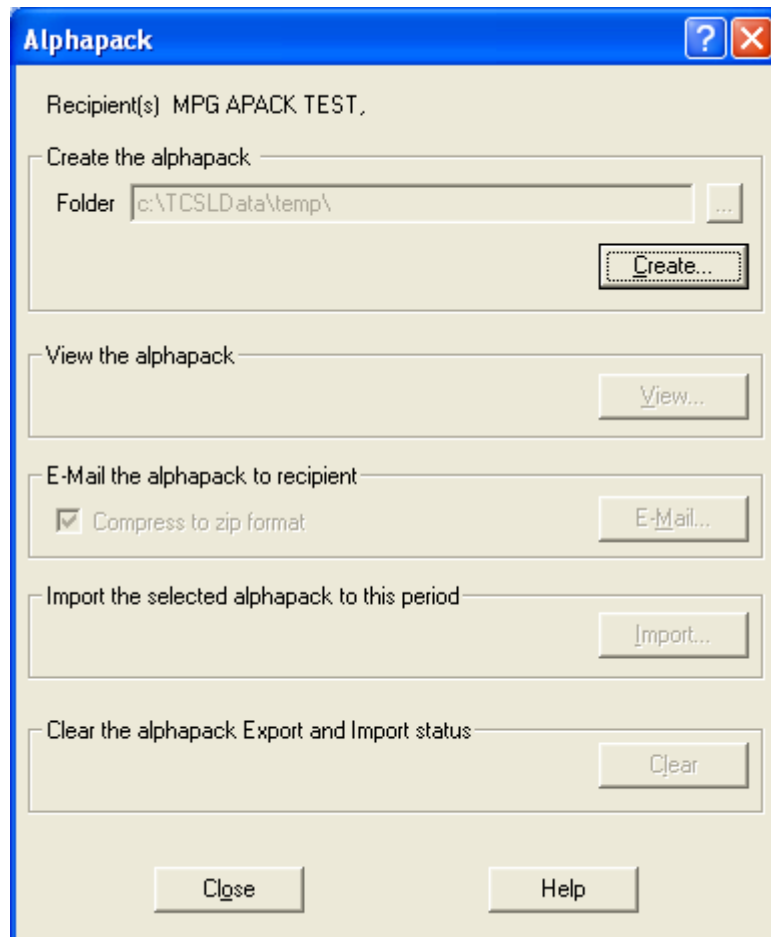 Alphapack
Recipient(s) MPG APACK TEST,
Create the alphapack
Folder c:\TCSLData\temp\ ...
Create...
View the alphapack
View...
E-Mail the alphapack to recipient
Compress to zip format
E-Mail...
Import the selected alphapack to this period
Import...
Clear the alphapack Export and Import status
Clear
Close Help